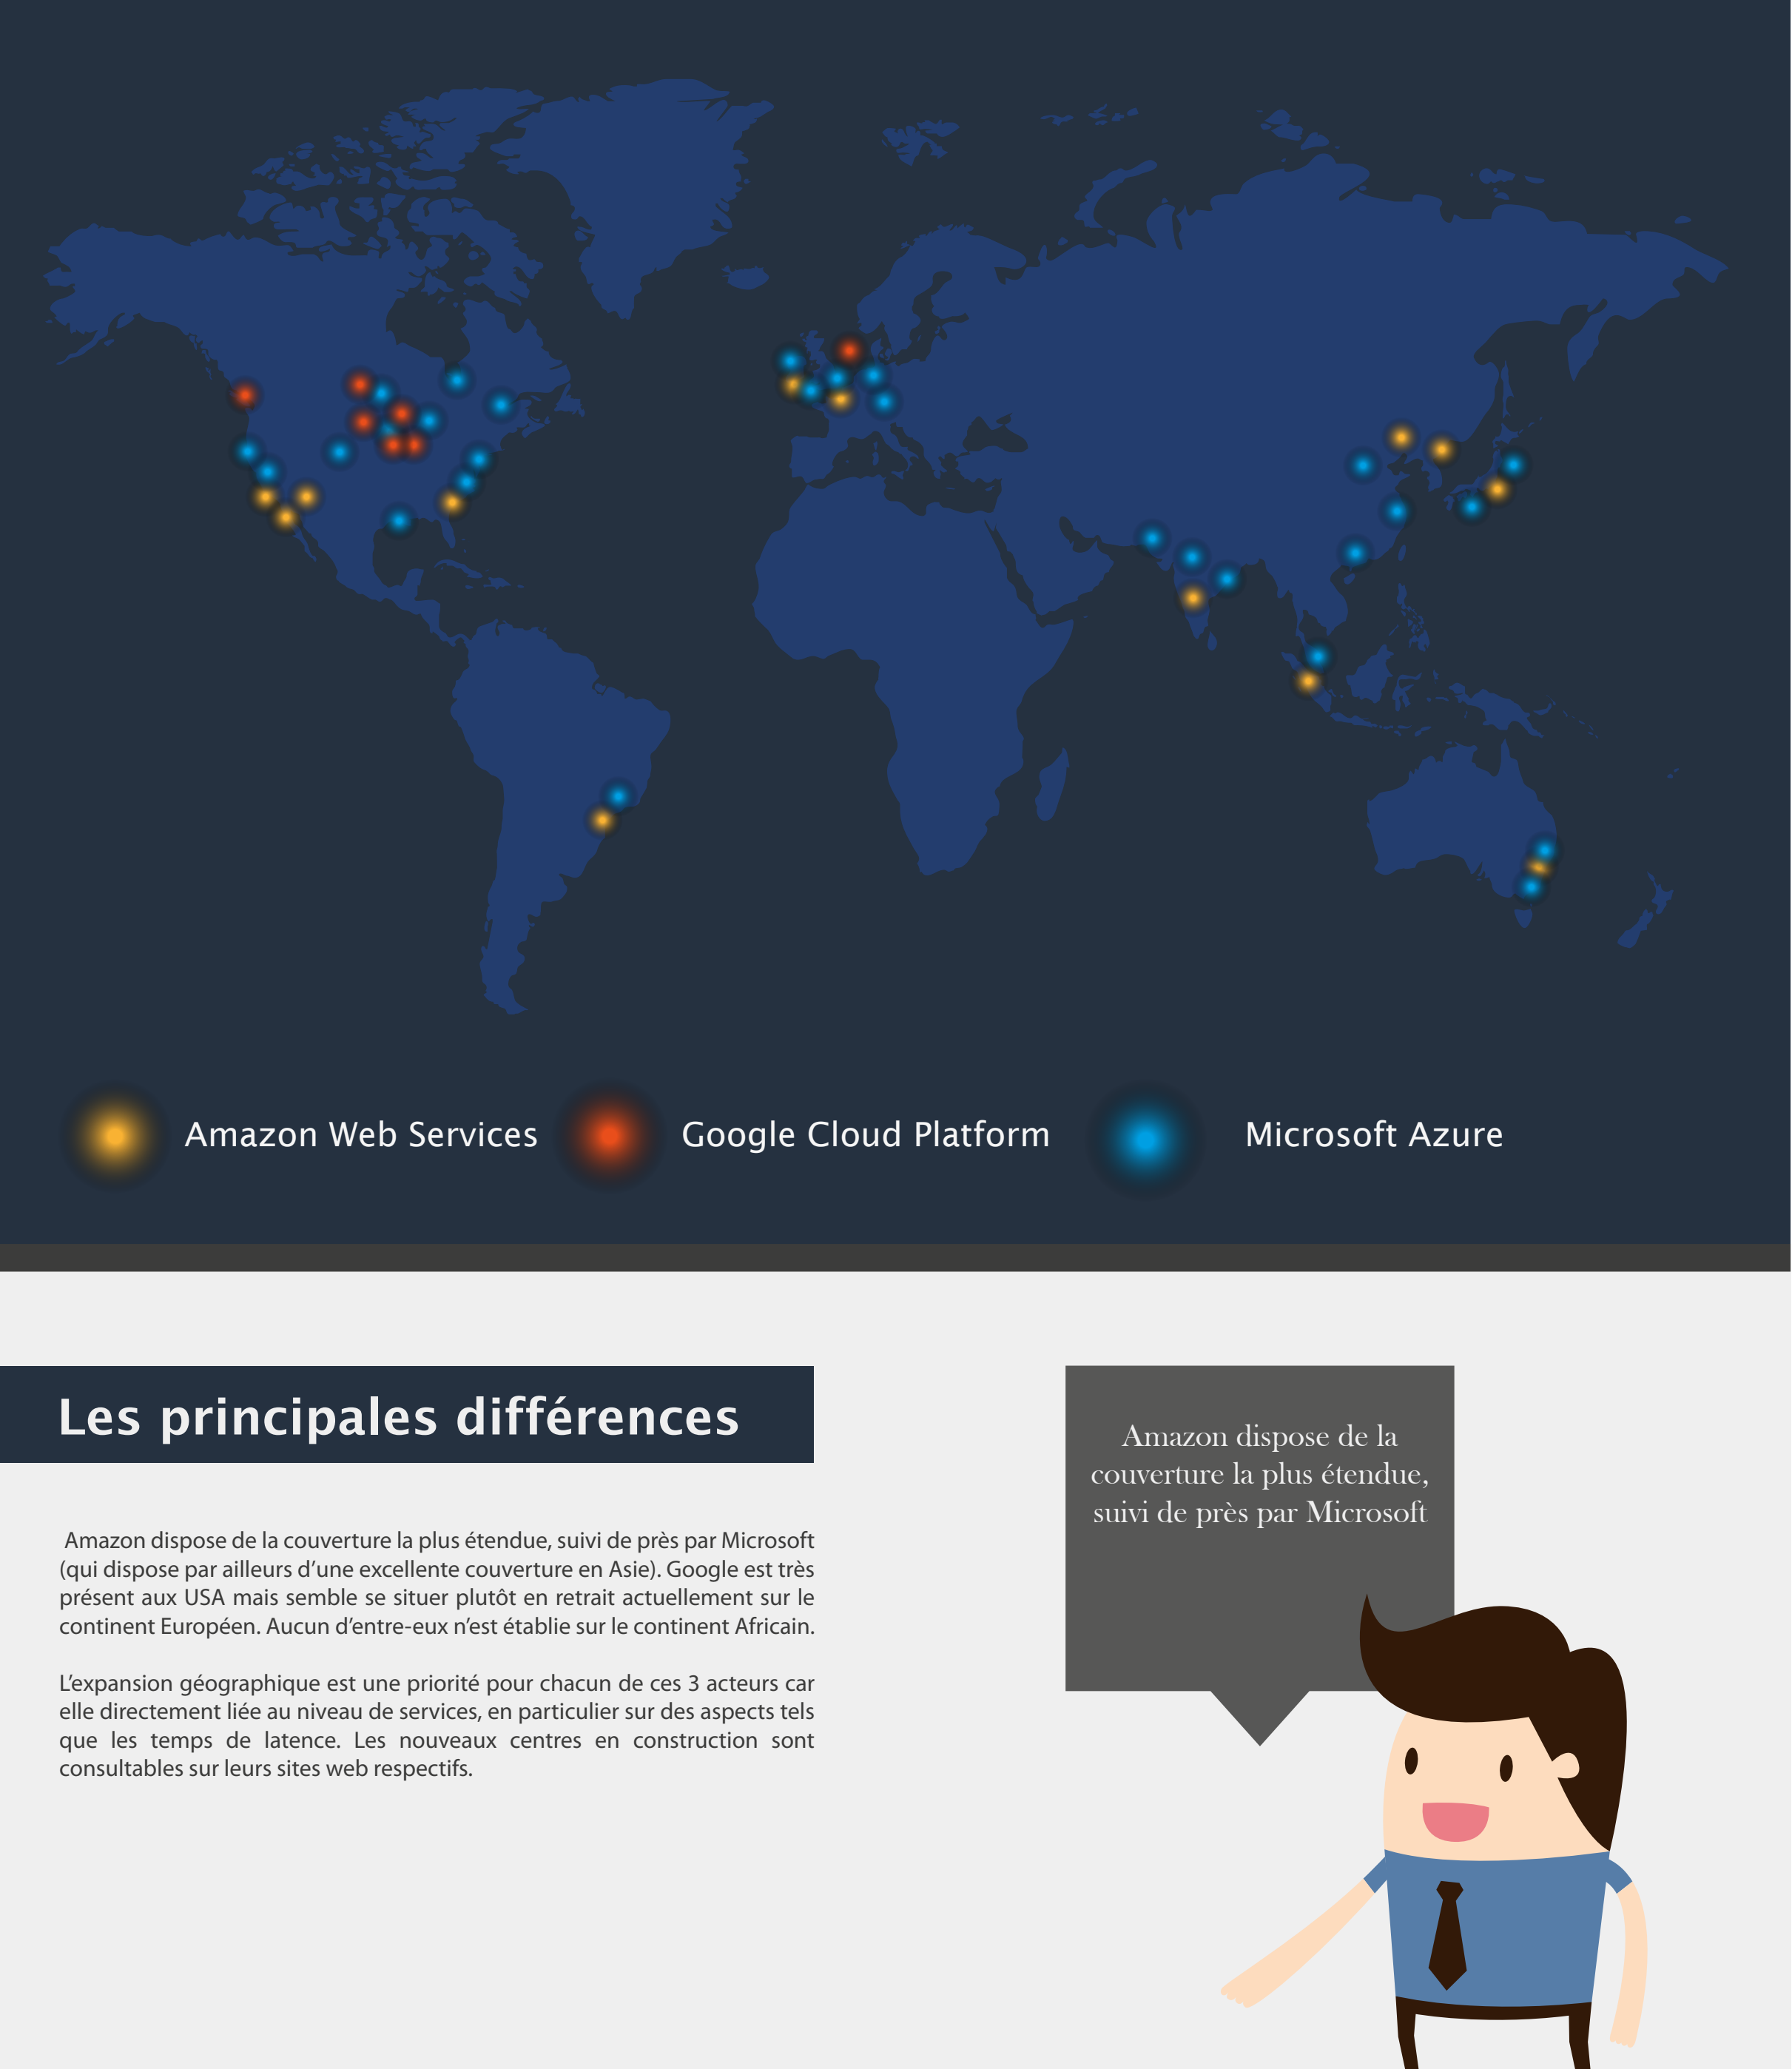 Amazon Web Services
Google Cloud Platform
Microsoft Azure
Les principales différences
Amazon dispose de la couverture la plus étendue, suivi de près par Microsoft
(qui dispose par ailleurs d’une excellente couverture en Asie). Google est très
présent aux USA mais semble se situer plutôt en retrait actuellement sur le
continent Européen. Aucun d’entre-eux n’est établie sur le continent Africain.
L’expansion géographique est une priorité pour chacun de ces 3 acteurs car
elle directement liée au niveau de services, en particulier sur des aspects tels
que les temps de latence. Les nouveaux centres en construction sont
consultables sur leurs sites web respectifs.
Amazon dispose de la
couverture la plus étendue,
suivi de près par Microsoft